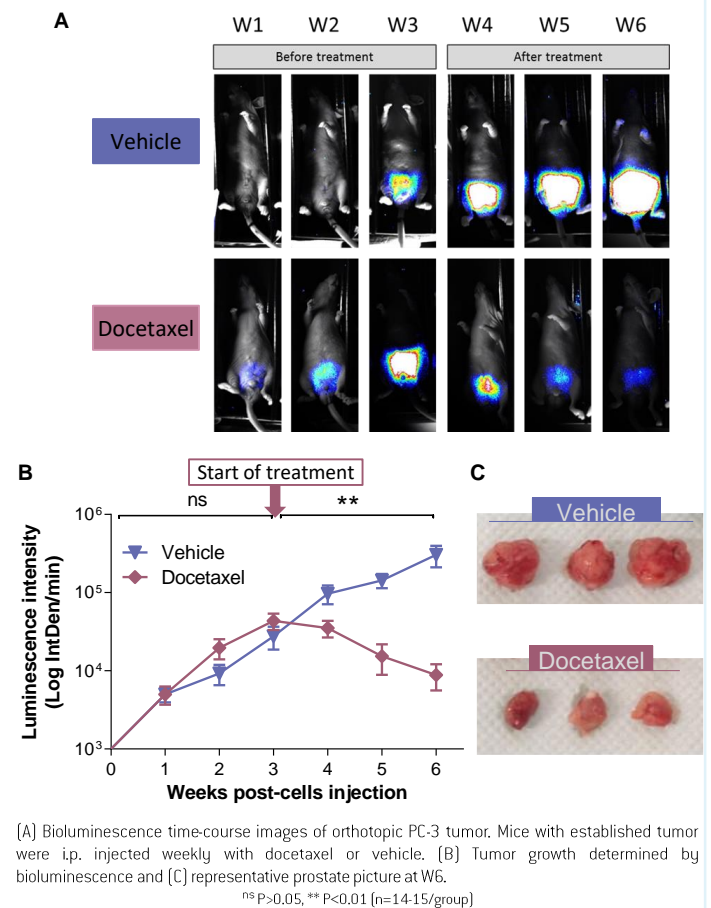 A
W1 W2 W3 W4 W5 W6
Before treatment After treatment
Vehicle
Docetaxel
B
Start of treatment
ns **
Luminescence intensity
(Log IntDen/min)
10⁶
10⁵
10⁴
10³
Vehicle
Docetaxel
0 1 2 3 4 5 6
Weeks post-cells injection
C
Vehicle
Docetaxel
(A) Bioluminescence time-course images of orthotopic PC-3 tumor. Mice with established tumor
were i.p. injected weekly with docetaxel or vehicle. (B) Tumor growth determined by
bioluminescence and (C) representative prostate picture at W6.
ns P>0.05, ** P<0.01 (n=14-15/group)